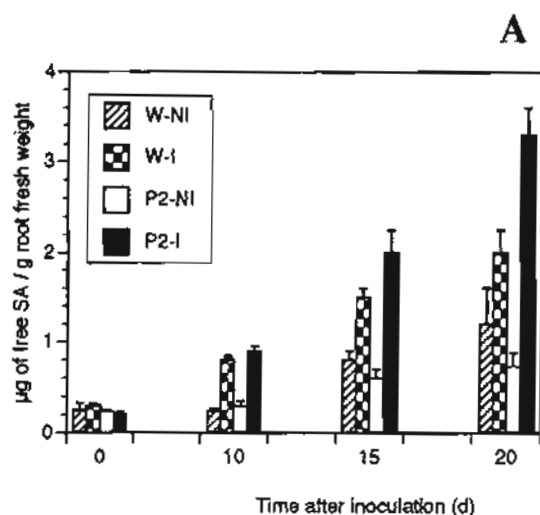 A
4
3
2
1
0
µg of free SA / g root fresh weight
W-NI
W-I
P2-NI
P2-I
0 10 15 20
Time after inoculation (d)